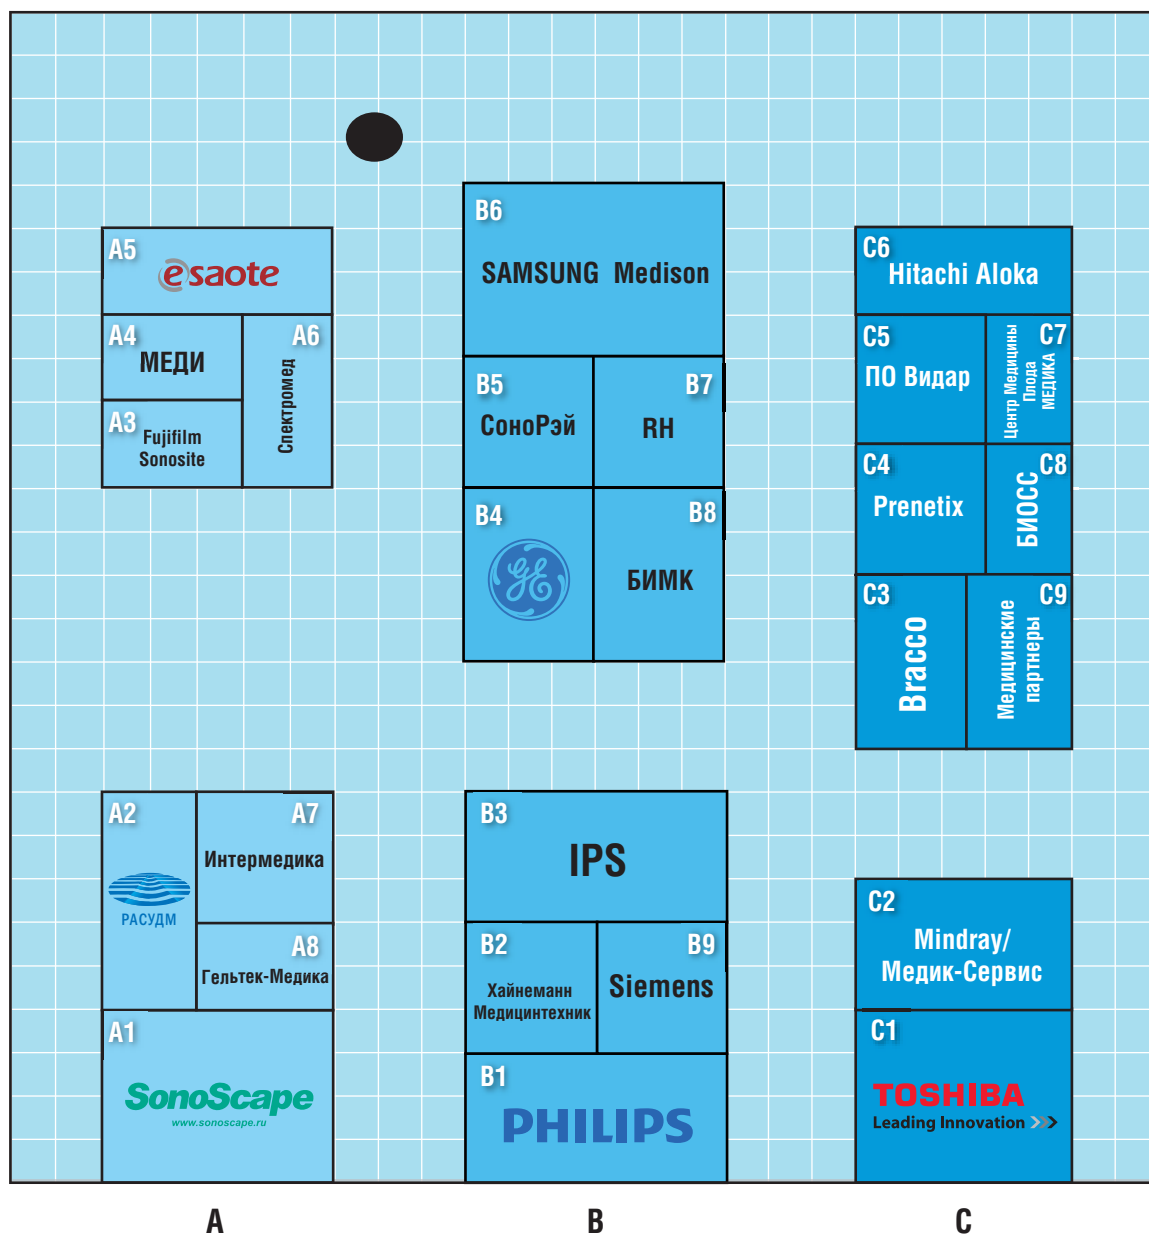 A5
esaote
A4
МЕДИ
A3
Fujifilm
Sonosite
A6
Спектромед
A2
РАСУДМ
A7
Интермедика
A8
Гельтек-Медика
A1
SonoScape
www.sonoscape.ru
B6
SAMSUNG Medison
B5
СоноРэй
B7
RH
B4
GE
B8
БИМК
B3
IPS
B2
Хайнеманн
Медицинтехник
B9
Siemens
B1
PHILIPS
C6
Hitachi Aloka
C5
ПО Видар
C7
Центр Медицины
Плода
МЕДИКА
C4
Prenetix
C8
БИОСС
C3
Bracco
C9
Медицинские
партнеры
C2
Mindray/
Медик-Сервис
C1
TOSHIBA
Leading Innovation >>>
A
B
C